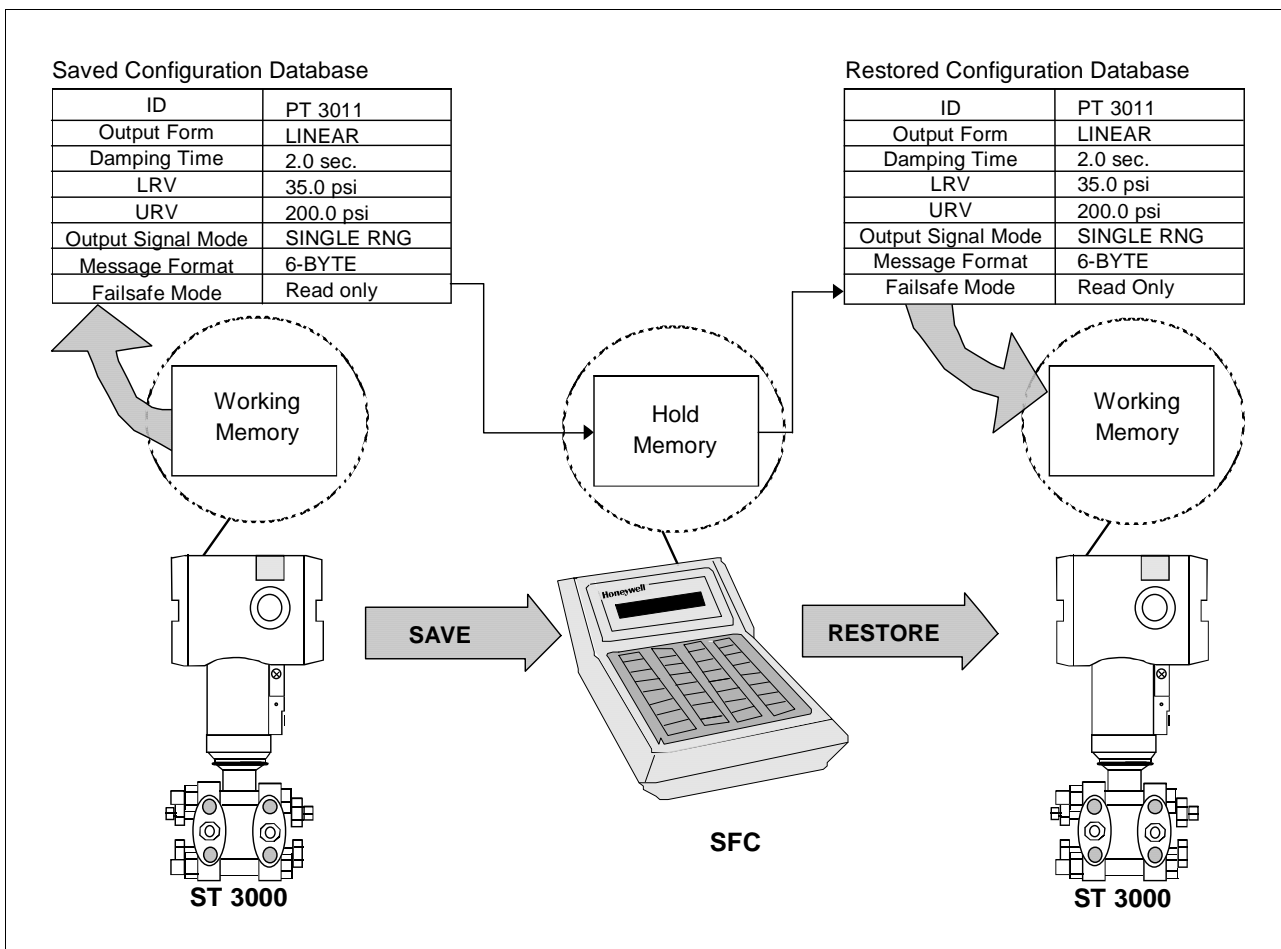 Saved Configuration Database
ID PT 3011
Output Form LINEAR
Damping Time 2.0 sec.
LRV 35.0 psi
URV 200.0 psi
Output Signal Mode SINGLE RNG
Message Format 6-BYTE
Failsafe Mode Read only
Restored Configuration Database
ID PT 3011
Output Form LINEAR
Damping Time 2.0 sec.
LRV 35.0 psi
URV 200.0 psi
Output Signal Mode SINGLE RNG
Message Format 6-BYTE
Failsafe Mode Read Only
Working
Memory
Hold
Memory
Working
Memory
Honeywell
SAVE
RESTORE
SFC
ST 3000
ST 3000